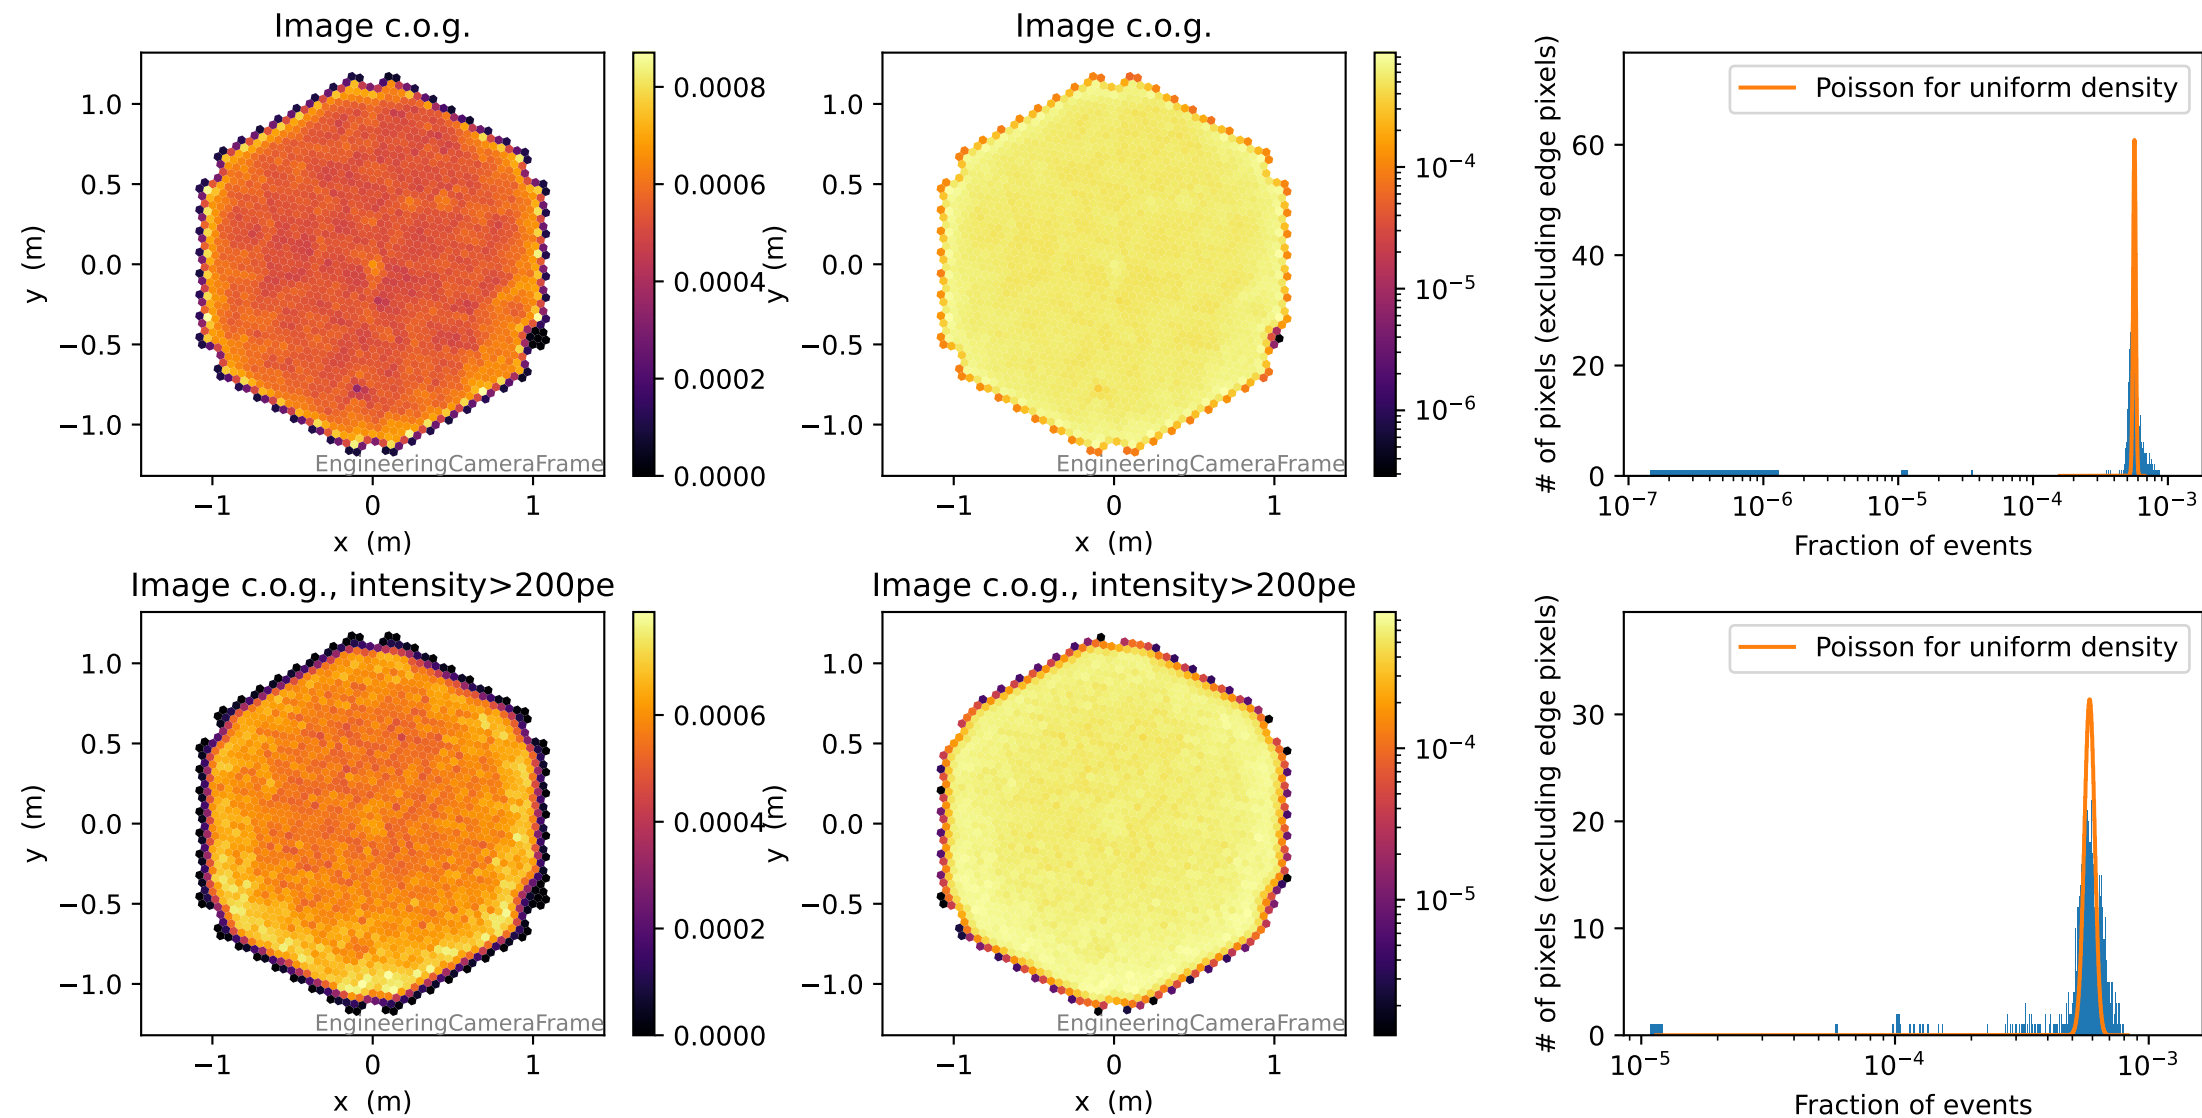 Image c.o.g.
1.0
0.5
0.0
−0.5
−1.0
y (m)
−1
0
1
x (m)
EngineeringCameraFrame
0.0008
0.0006
0.0004
0.0002
0.0000
Image c.o.g.
1.0
0.5
0.0
−0.5
−1.0
y (m)
−1
0
1
x (m)
EngineeringCameraFrame
10⁻⁴
10⁻⁵
10⁻⁶
Poisson for uniform density
# of pixels (excluding edge pixels)
60
40
20
0
10⁻⁷
10⁻⁶
10⁻⁵
10⁻⁴
10⁻³
Fraction of events
Image c.o.g., intensity>200pe
1.0
0.5
0.0
−0.5
−1.0
y (m)
−1
0
1
x (m)
EngineeringCameraFrame
0.0006
0.0004
0.0002
0.0000
Image c.o.g., intensity>200pe
1.0
0.5
0.0
−0.5
−1.0
y (m)
−1
0
1
x (m)
EngineeringCameraFrame
10⁻⁴
10⁻⁵
Poisson for uniform density
# of pixels (excluding edge pixels)
30
20
10
0
10⁻⁵
10⁻⁴
10⁻³
Fraction of events